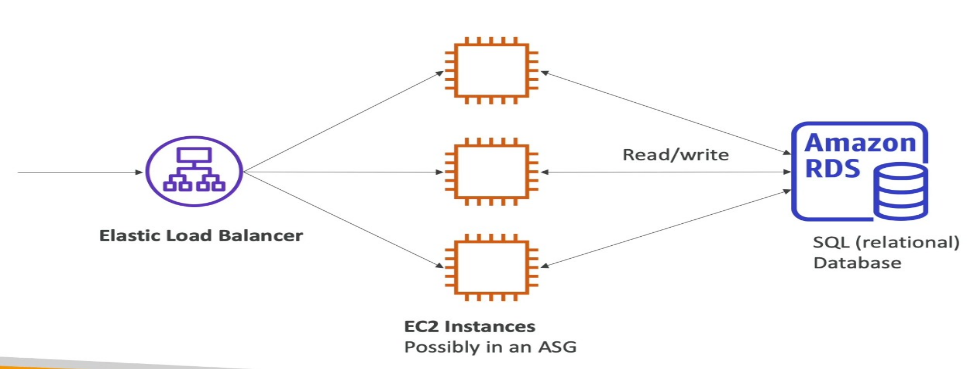 Read/write
Amazon
RDS
Elastic Load Balancer
SQL (relational)
Database
EC2 Instances
Possibly in an ASG